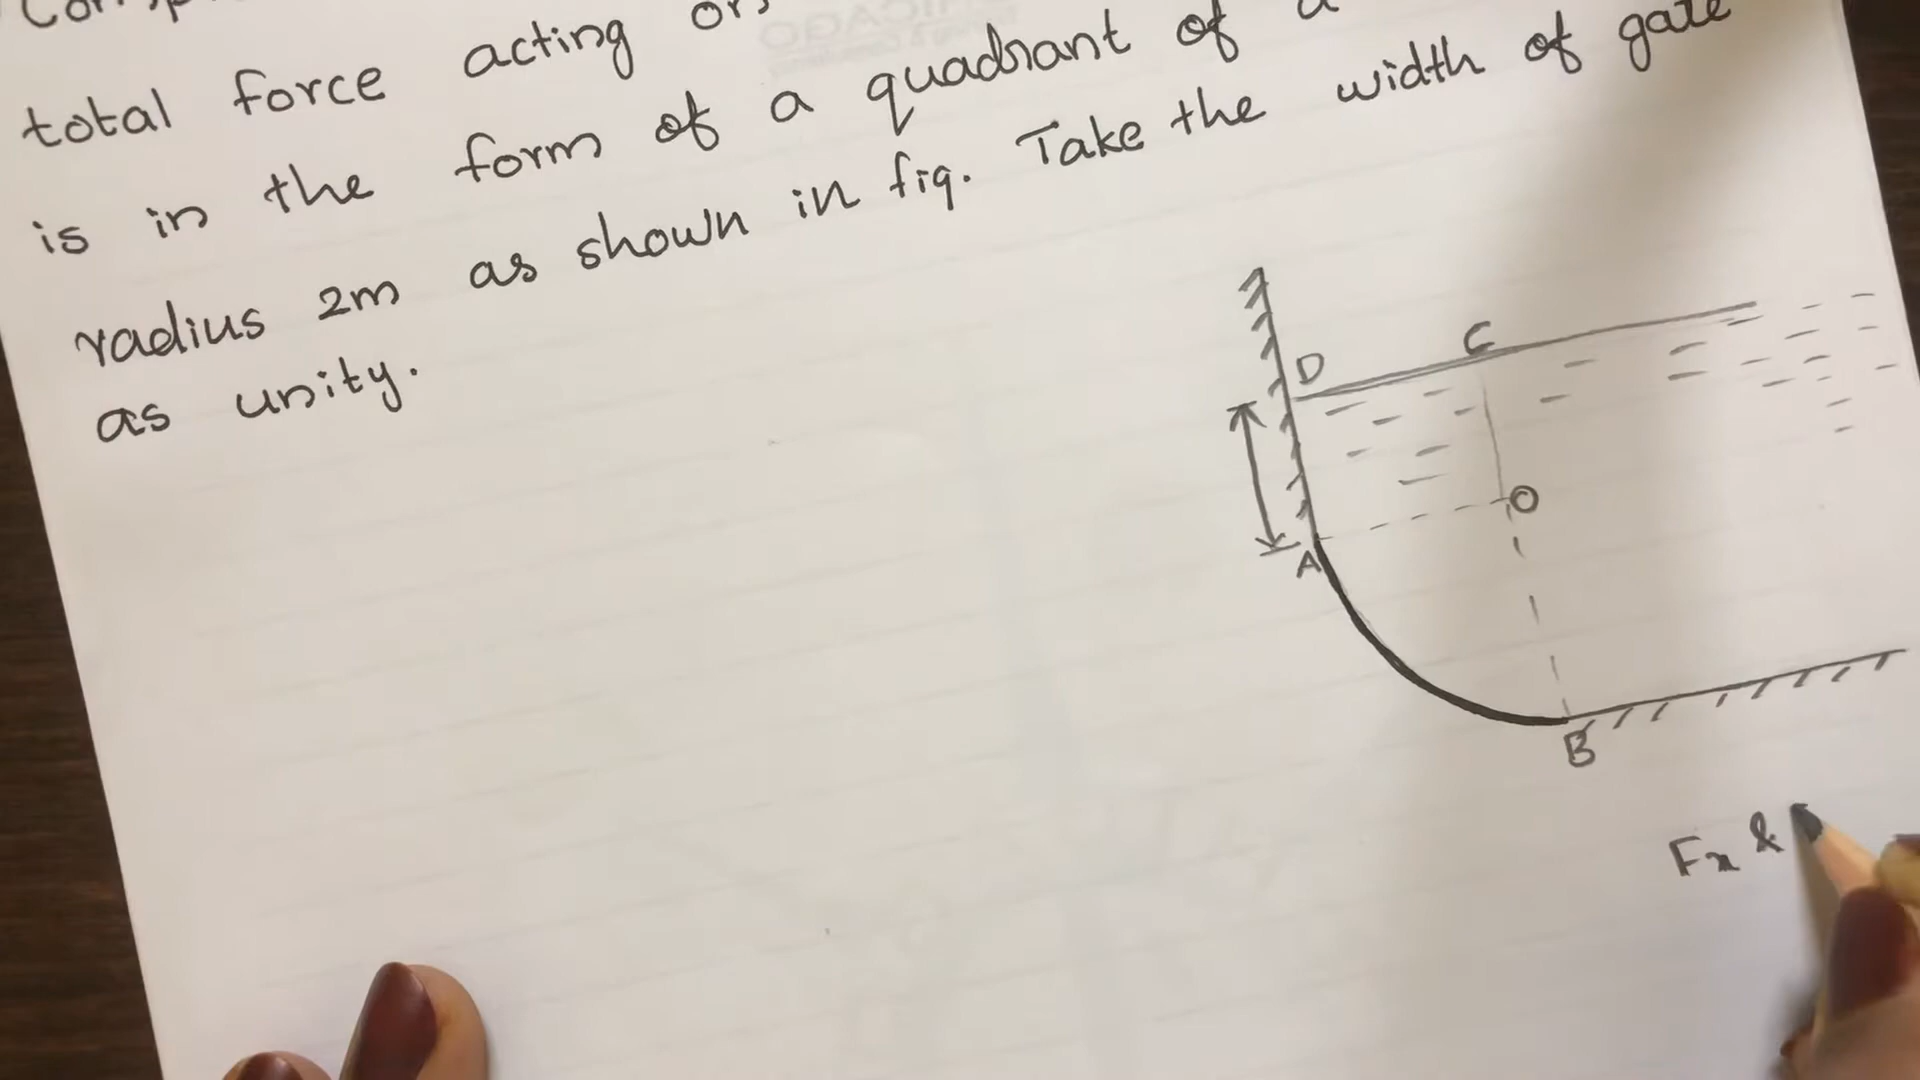 total force acting
is in the form of a quadrant of a
radius 2m as shown in fig. Take the width of gate
as unity.
D
C
O
A
B
Fx &